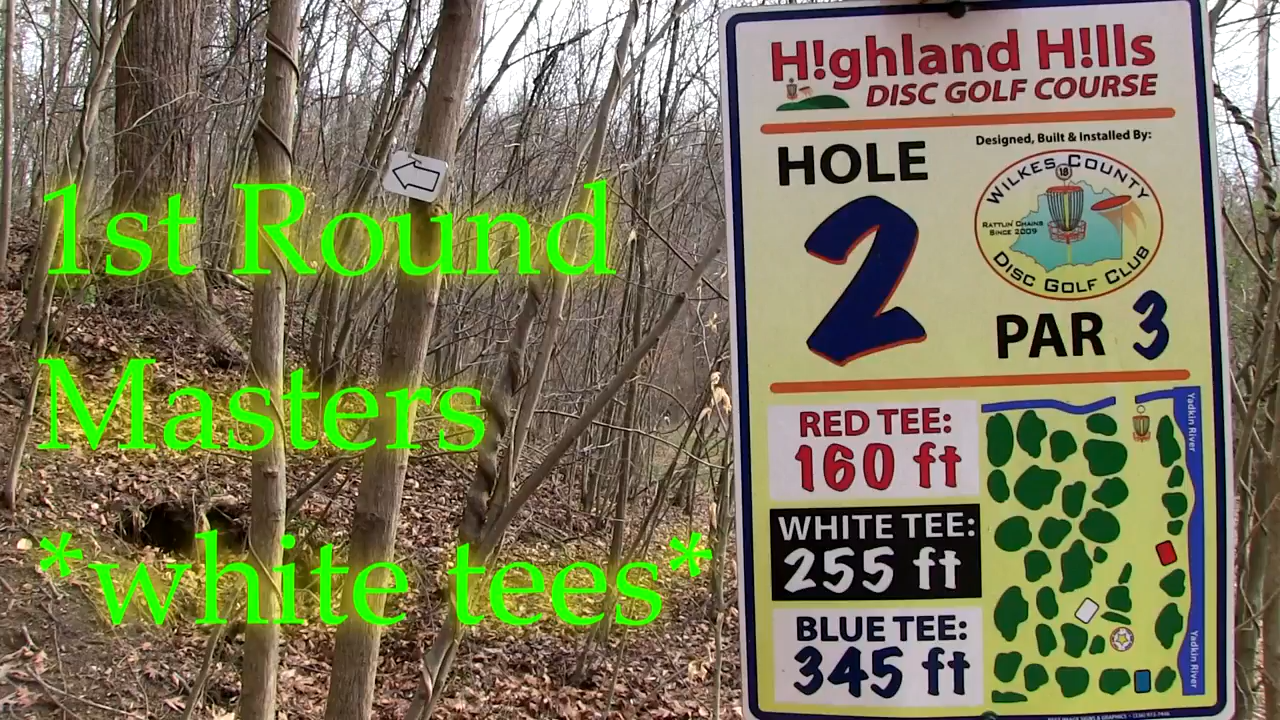 1st Round
Masters
*white tees*
H!ghland H!lls
DISC GOLF COURSE
HOLE
2
Designed, Built & Installed By:
WILKES COUNTY
18
RATTLIN' CHAINS
SINCE 2009
DISC GOLF CLUB
PAR 3
RED TEE:
160 ft
WHITE TEE:
255 ft
BLUE TEE:
345 ft
Yadkin River
Yadkin River